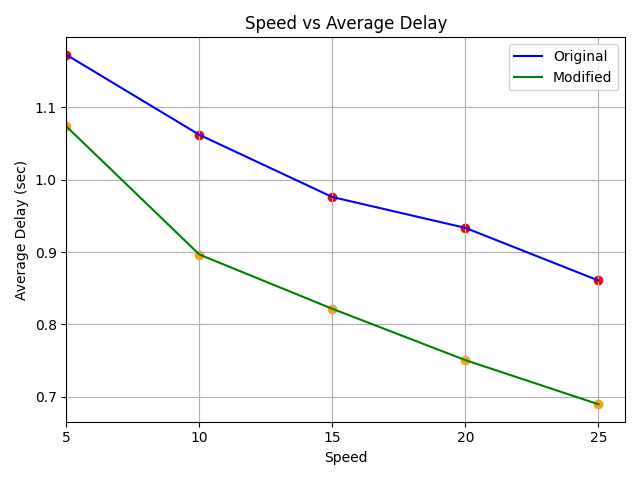 Speed vs Average Delay
Original
Modified
1.1
1.0
0.9
0.8
0.7
Average Delay (sec)
5 10 15 20 25
Speed